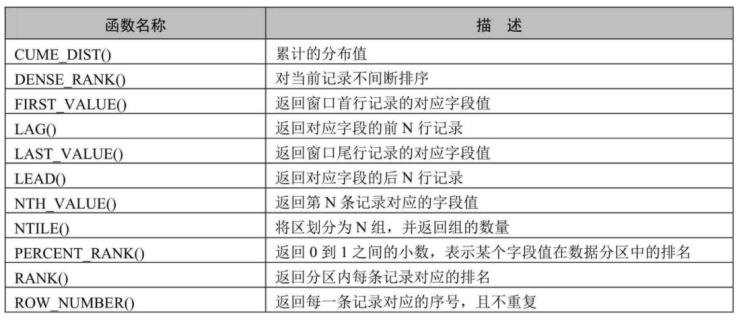 函数名称 描 述
CUME_DIST() 累计的分布值
DENSE_RANK() 对当前记录不间断排序
FIRST_VALUE() 返回窗口首行记录的对应字段值
LAG() 返回对应字段的前 N 行记录
LAST_VALUE() 返回窗口尾行记录的对应字段值
LEAD() 返回对应字段的后 N 行记录
NTH_VALUE() 返回第 N 条记录对应的字段值
NTILE() 将区划分为 N 组，并返回组的数量
PERCENT_RANK() 返回 0 到 1 之间的小数，表示某个字段值在数据分区中的排名
RANK() 返回分区内每条记录对应的排名
ROW_NUMBER() 返回每一条记录对应的序号，且不重复